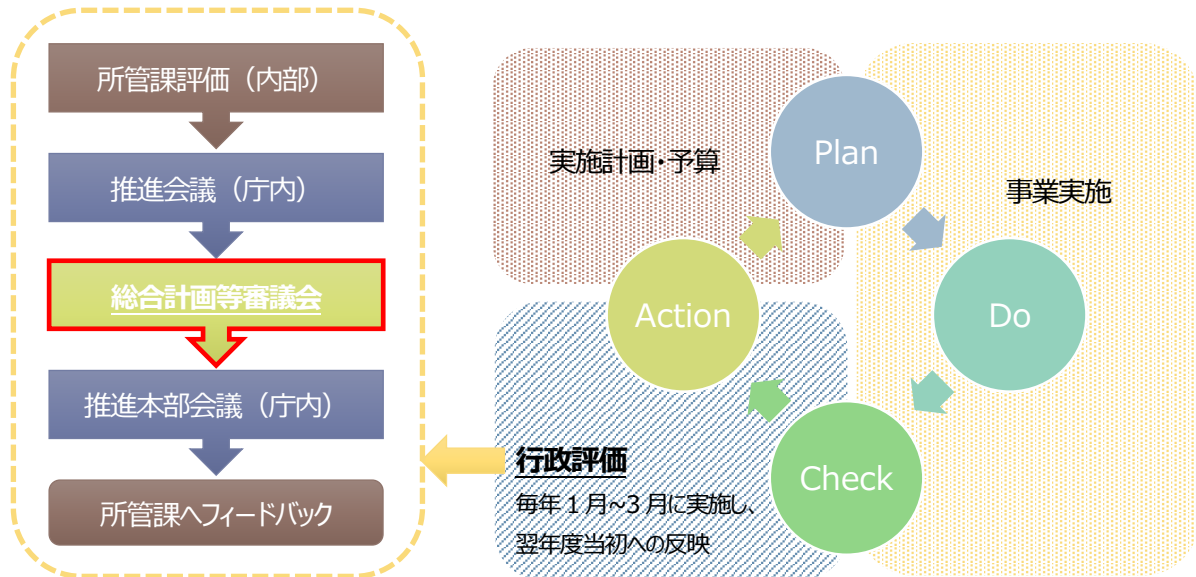 所管課評価（内部）
推進会議（庁内）
総合計画等審議会
推進本部会議（庁内）
所管課へフィードバック
実施計画・予算
Plan
事業実施
Action
Do
Check
行政評価
毎年１月~３月に実施し、
翌年度当初への反映